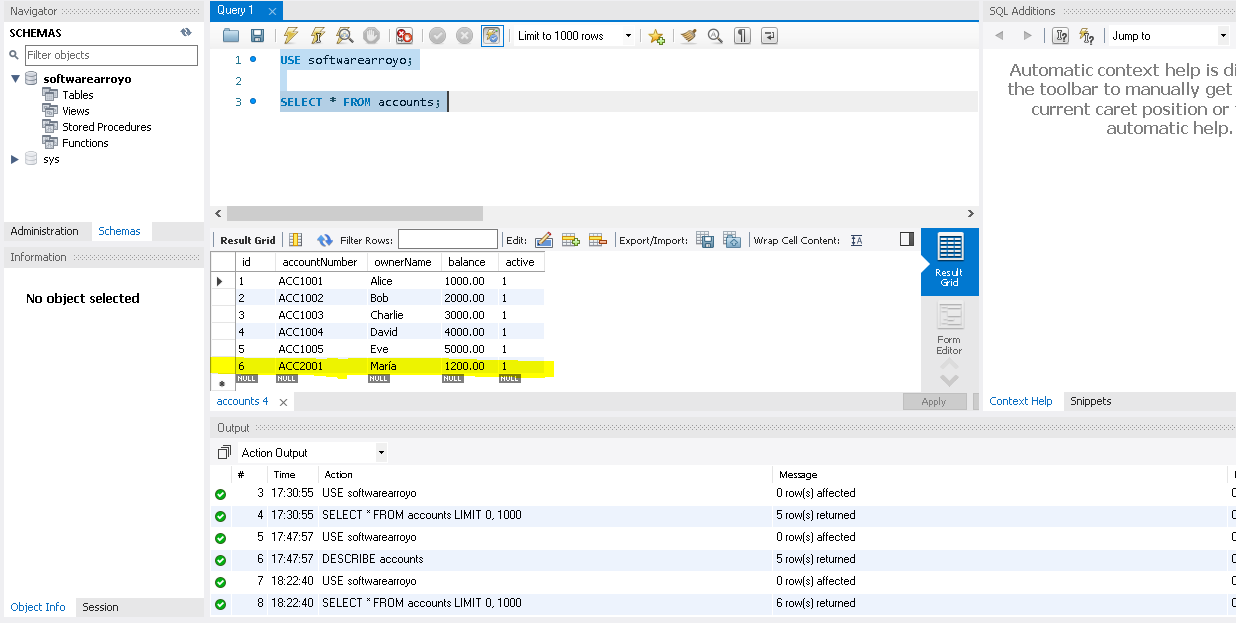 Navigator
SCHEMAS
Filter objects
softwarearroyo
Tables
Views
Stored Procedures
Functions
sys
Administration Schemas
Information
No object selected
Object Info Session
Query 1
Limit to 1000 rows
1 USE softwarearroyo;
2
3 SELECT * FROM accounts;
Result Grid Filter Rows: Edit: Export/Import: Wrap Cell Content:
id accountNumber ownerName balance active
1 ACC1001 Alice 1000.00 1
2 ACC1002 Bob 2000.00 1
3 ACC1003 Charlie 3000.00 1
4 ACC1004 David 4000.00 1
5 ACC1005 Eve 5000.00 1
6 ACC2001 María 1200.00 1
NULL NULL NULL NULL NULL
Result
Grid
Form
Editor
accounts 4
Apply
SQL Additions
Jump to
Automatic context help is
the toolbar to manually get
current caret position or
automatic help.
Context Help Snippets
Output
Action Output
# Time Action Message
3 17:30:55 USE softwarearroyo 0 row(s) affected
4 17:30:55 SELECT * FROM accounts LIMIT 0, 1000 5 row(s) returned
5 17:47:57 USE softwarearroyo 0 row(s) affected
6 17:47:57 DESCRIBE accounts 5 row(s) returned
7 18:22:40 USE softwarearroyo 0 row(s) affected
8 18:22:40 SELECT * FROM accounts LIMIT 0, 1000 6 row(s) returned